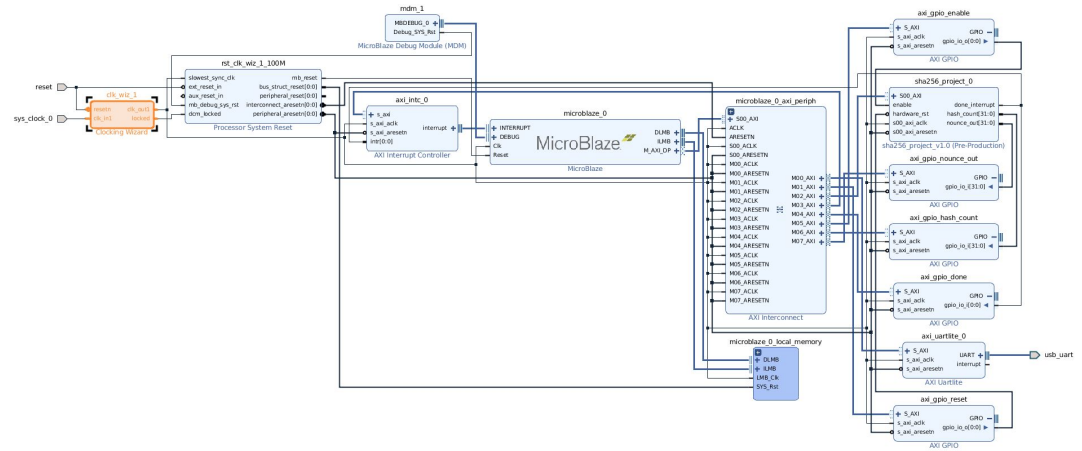 mdm_1
MBDEBUG_0
Debug_SYS_Rst
MicroBlaze Debug Module (MDM)
reset
sys_clock_0
clk_wiz_1
resetn
clk_in1
clk_out1
locked
Clocking Wizard
rst_clk_wiz_1_100M
slowest_sync_clk
ext_reset_in
aux_reset_in
mb_debug_sys_rst
dcm_locked
mb_reset
bus_struct_reset[0:0]
peripheral_reset[0:0]
interconnect_aresetn[0:0]
peripheral_aresetn[0:0]
Processor System Reset
axi_intc_0
s_axi
s_axi_aclk
s_axi_aresetn
intr[0:0]
interrupt
AXI Interrupt Controller
microblaze_0
INTERRUPT
DEBUG
Clk
Reset
MicroBlaze
DLMB
ILMB
M_AXI_DP
MicroBlaze
microblaze_0_axi_periph
S00_AXI
ACLK
ARESETN
S00_ACLK
S00_ARESETN
M00_ACLK
M00_ARESETN
M01_ACLK
M01_ARESETN
M02_ACLK
M02_ARESETN
M03_ACLK
M03_ARESETN
M04_ACLK
M04_ARESETN
M05_ACLK
M05_ARESETN
M06_ACLK
M06_ARESETN
M07_ACLK
M07_ARESETN
M00_AXI
M01_AXI
M02_AXI
M03_AXI
M04_AXI
M05_AXI
M06_AXI
M07_AXI
AXI Interconnect
microblaze_0_local_memory
DLMB
ILMB
LMB_Clk
SYS_Rst
axi_gpio_enable
S_AXI
s_axi_aclk
s_axi_aresetn
GPIO
gpio_io_o[0:0]
AXI GPIO
sha256_project_0
S00_AXI
enable
hardware_rst
s00_axi_aclk
s00_axi_aresetn
done_interrupt
hash_count[31:0]
nounce_out[31:0]
sha256_project_v1.0 (Pre-Production)
axi_gpio_nounce_out
S_AXI
s_axi_aclk
s_axi_aresetn
GPIO
gpio_io_i[31:0]
AXI GPIO
axi_gpio_hash_count
S_AXI
s_axi_aclk
s_axi_aresetn
GPIO
gpio_io_i[31:0]
AXI GPIO
axi_gpio_done
S_AXI
s_axi_aclk
s_axi_aresetn
GPIO
gpio_io_i[0:0]
AXI GPIO
axi_uartlite_0
S_AXI
s_axi_aclk
s_axi_aresetn
UART
interrupt
AXI Uartlite
usb_uart
axi_gpio_reset
S_AXI
s_axi_aclk
s_axi_aresetn
GPIO
gpio_io_o[0:0]
AXI GPIO